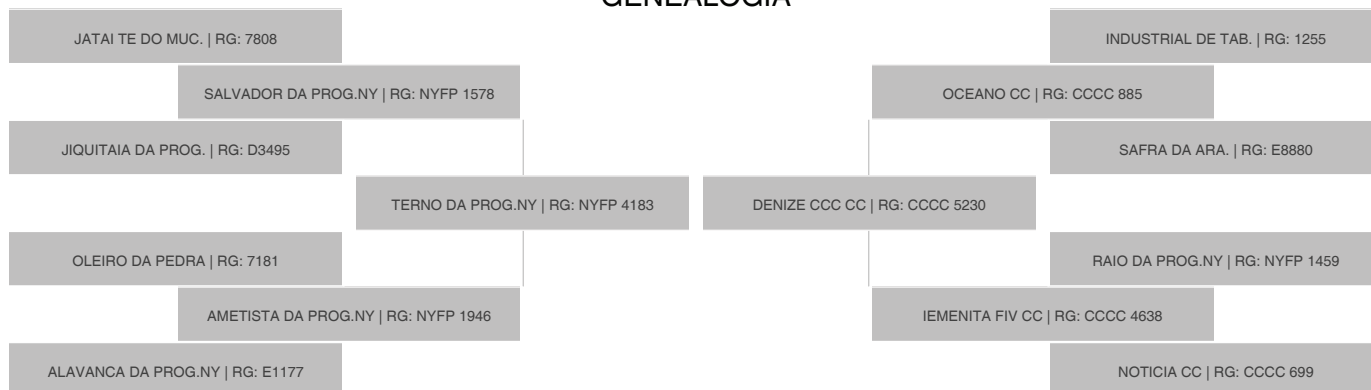 GENEALOGIA
JATAI TE DO MUC. | RG: 7808
INDUSTRIAL DE TAB. | RG: 1255
SALVADOR DA PROG.NY | RG: NYFP 1578
OCEANO CC | RG: CCCC 885
JIQUITAIA DA PROG. | RG: D3495
SAFRA DA ARA. | RG: E8880
TERNO DA PROG.NY | RG: NYFP 4183
DENIZE CCC CC | RG: CCCC 5230
OLEIRO DA PEDRA | RG: 7181
RAIO DA PROG.NY | RG: NYFP 1459
AMETISTA DA PROG.NY | RG: NYFP 1946
IEMENITA FIV CC | RG: CCCC 4638
ALAVANCA DA PROG.NY | RG: E1177
NOTICIA CC | RG: CCCC 699